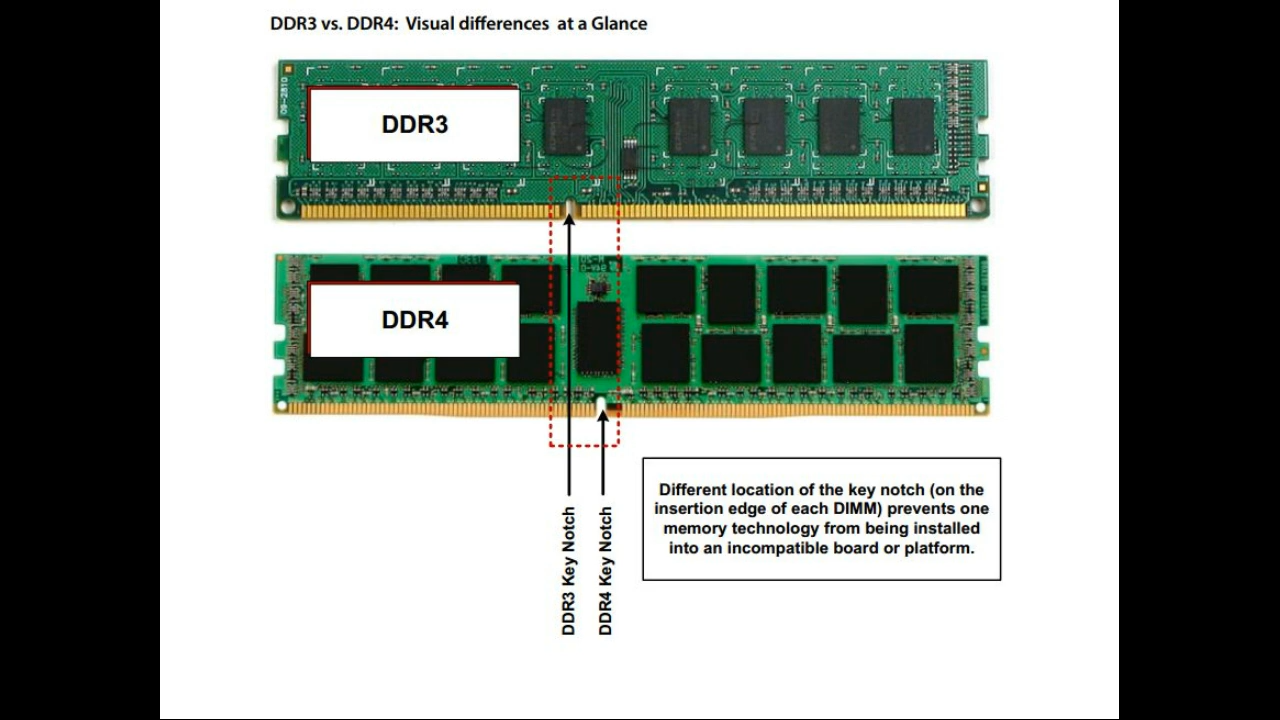 DDR3 vs. DDR4: Visual differences at a Glance
09-2810
DDR3
DDR4
Different location of the key notch (on the
insertion edge of each DIMM) prevents one
memory technology from being installed
into an incompatible board or platform.
DDR3 Key Notch
DDR4 Key Notch